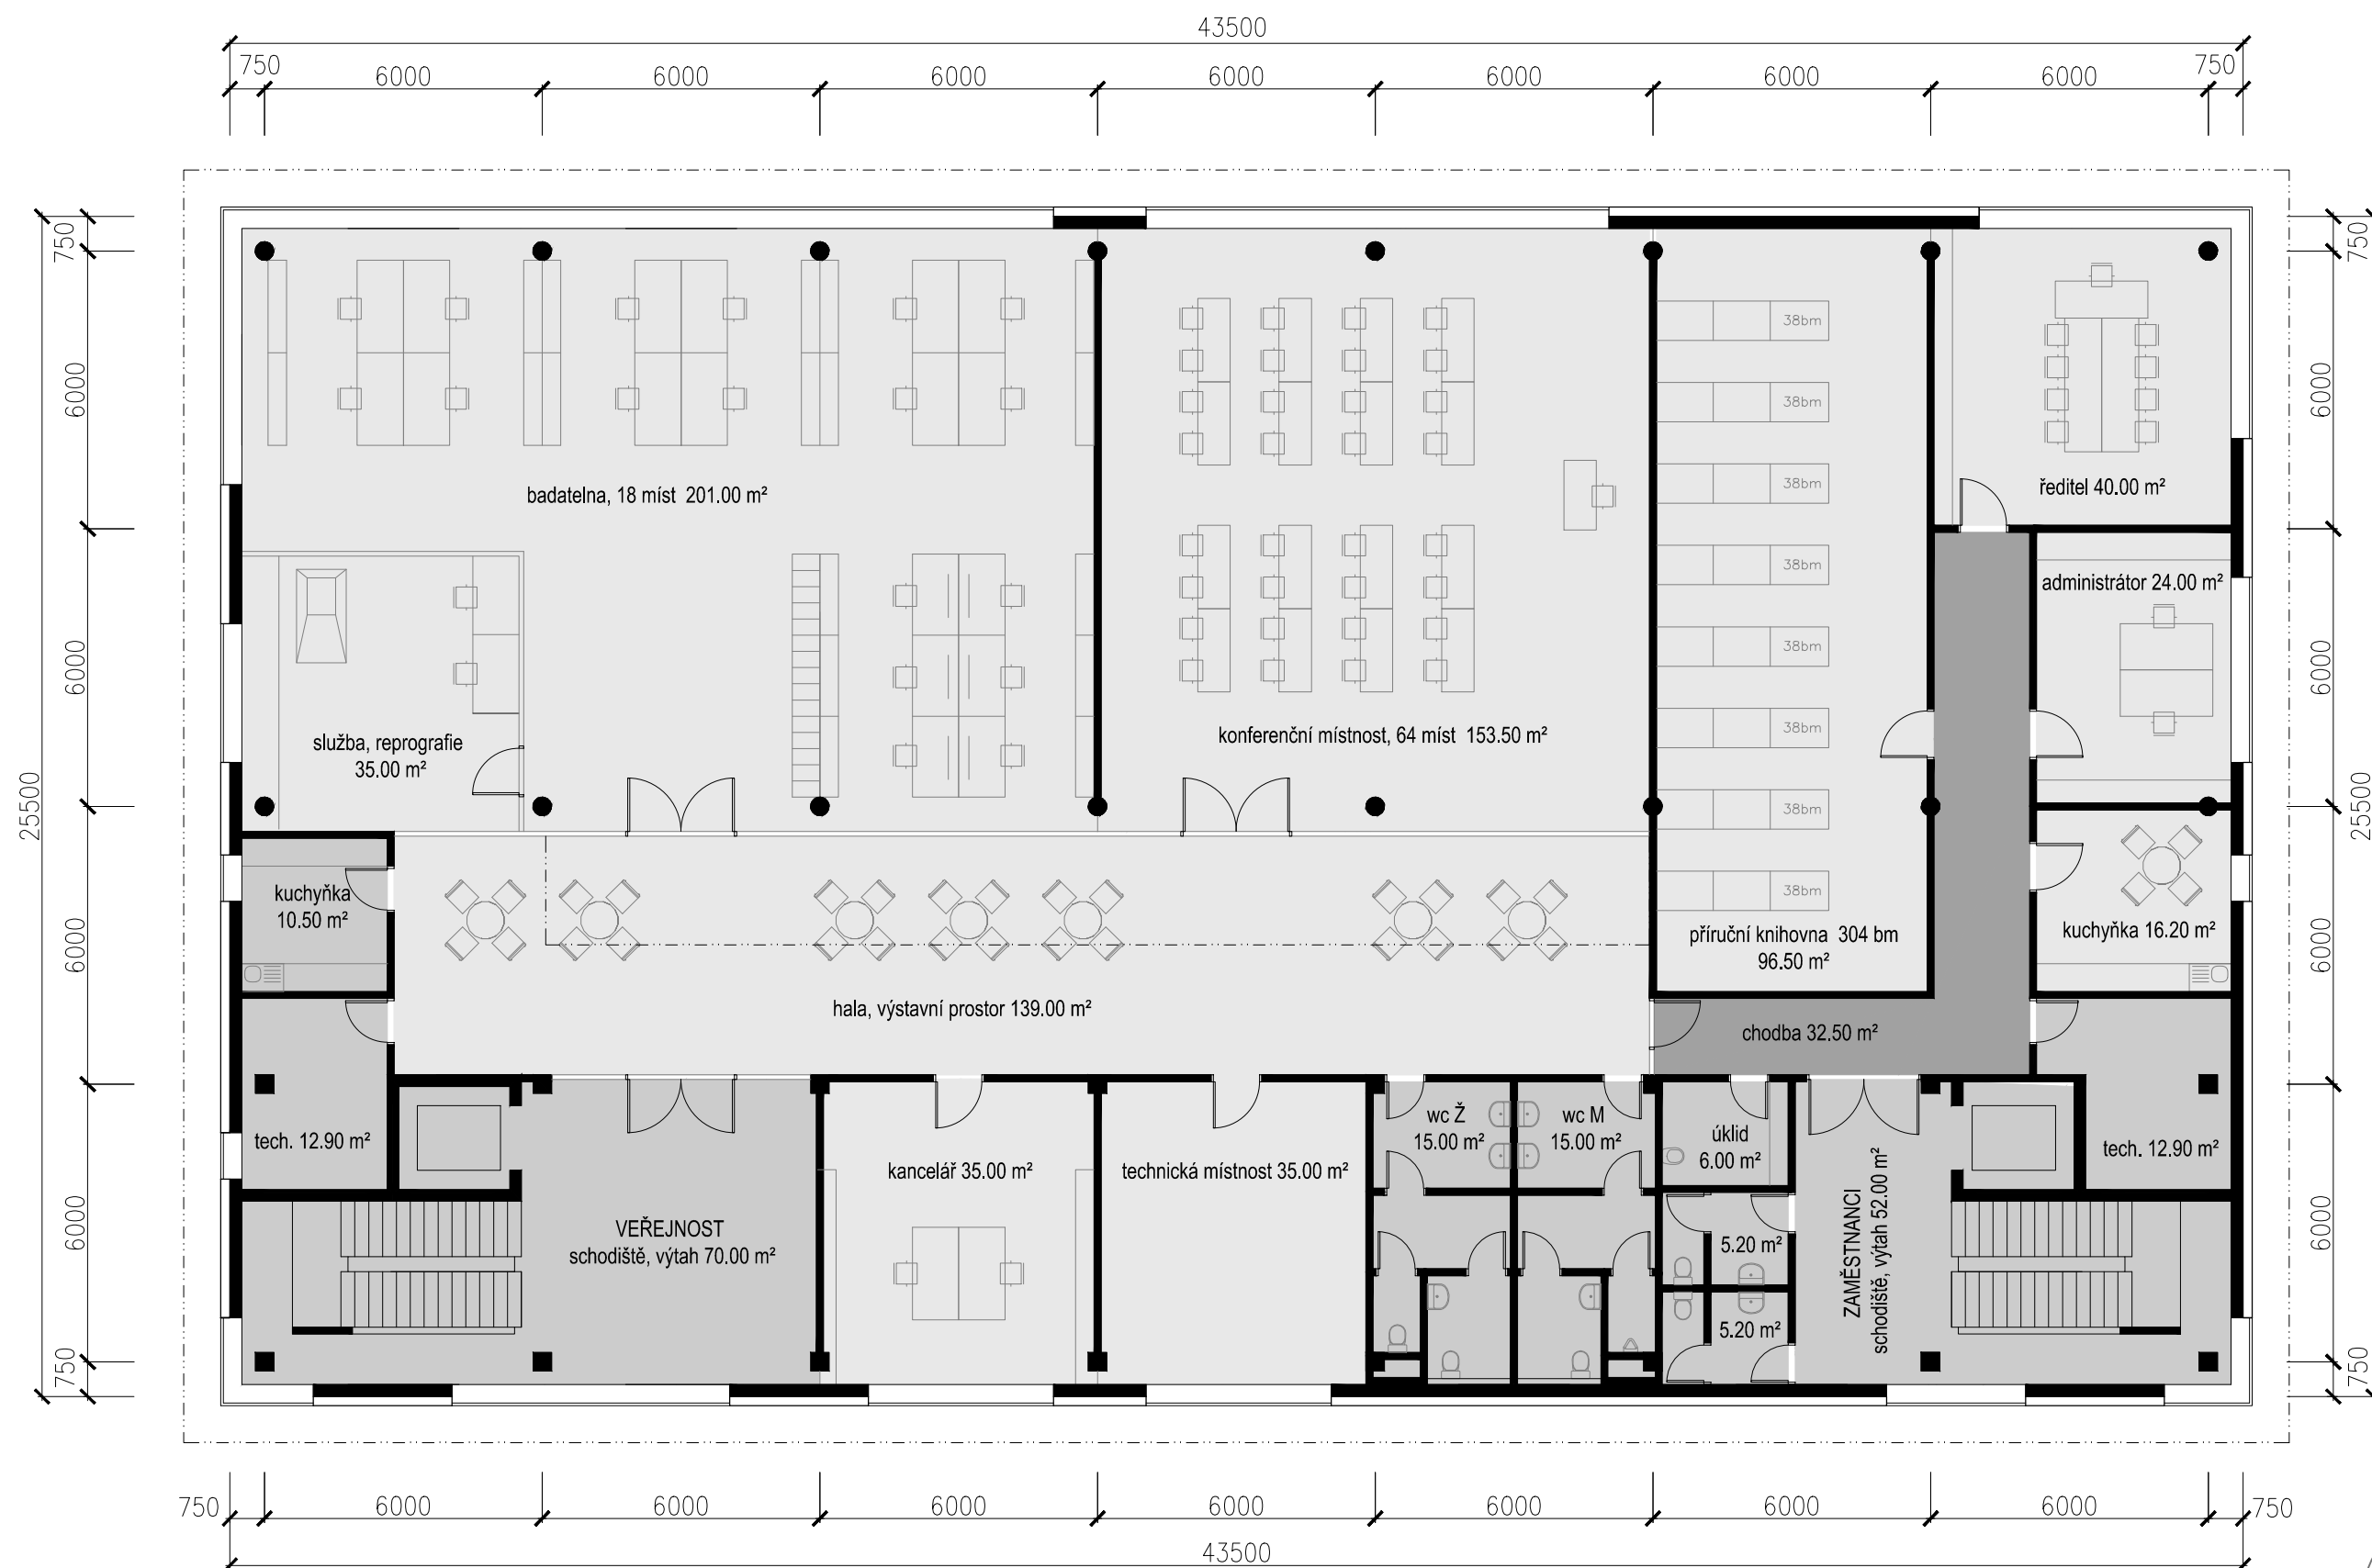 43500
750
6000
6000
6000
6000
6000
6000
6000
750
750
6000
6000
6000
6000
750
25500
750
6000
6000
6000
6000
750
25500
38bm
38bm
38bm
38bm
38bm
38bm
38bm
38bm
badatelna, 18 míst 201.00 m²
ředitel 40.00 m²
administrátor 24.00 m²
služba, reprografie
35.00 m²
konferenční místnost, 64 míst 153.50 m²
kuchyňka
10.50 m²
příruční knihovna 304 bm
96.50 m²
kuchyňka 16.20 m²
hala, výstavní prostor 139.00 m²
chodba 32.50 m²
tech. 12.90 m²
VEŘEJNOST
schodiště, výtah 70.00 m²
kancelář 35.00 m²
technická místnost 35.00 m²
wc Ž
15.00 m²
wc M
15.00 m²
úklid
6.00 m²
5.20 m²
5.20 m²
ZAMĚSTNANCI
schodiště, výtah 52.00 m²
tech. 12.90 m²
750
6000
6000
6000
6000
6000
6000
6000
750
43500